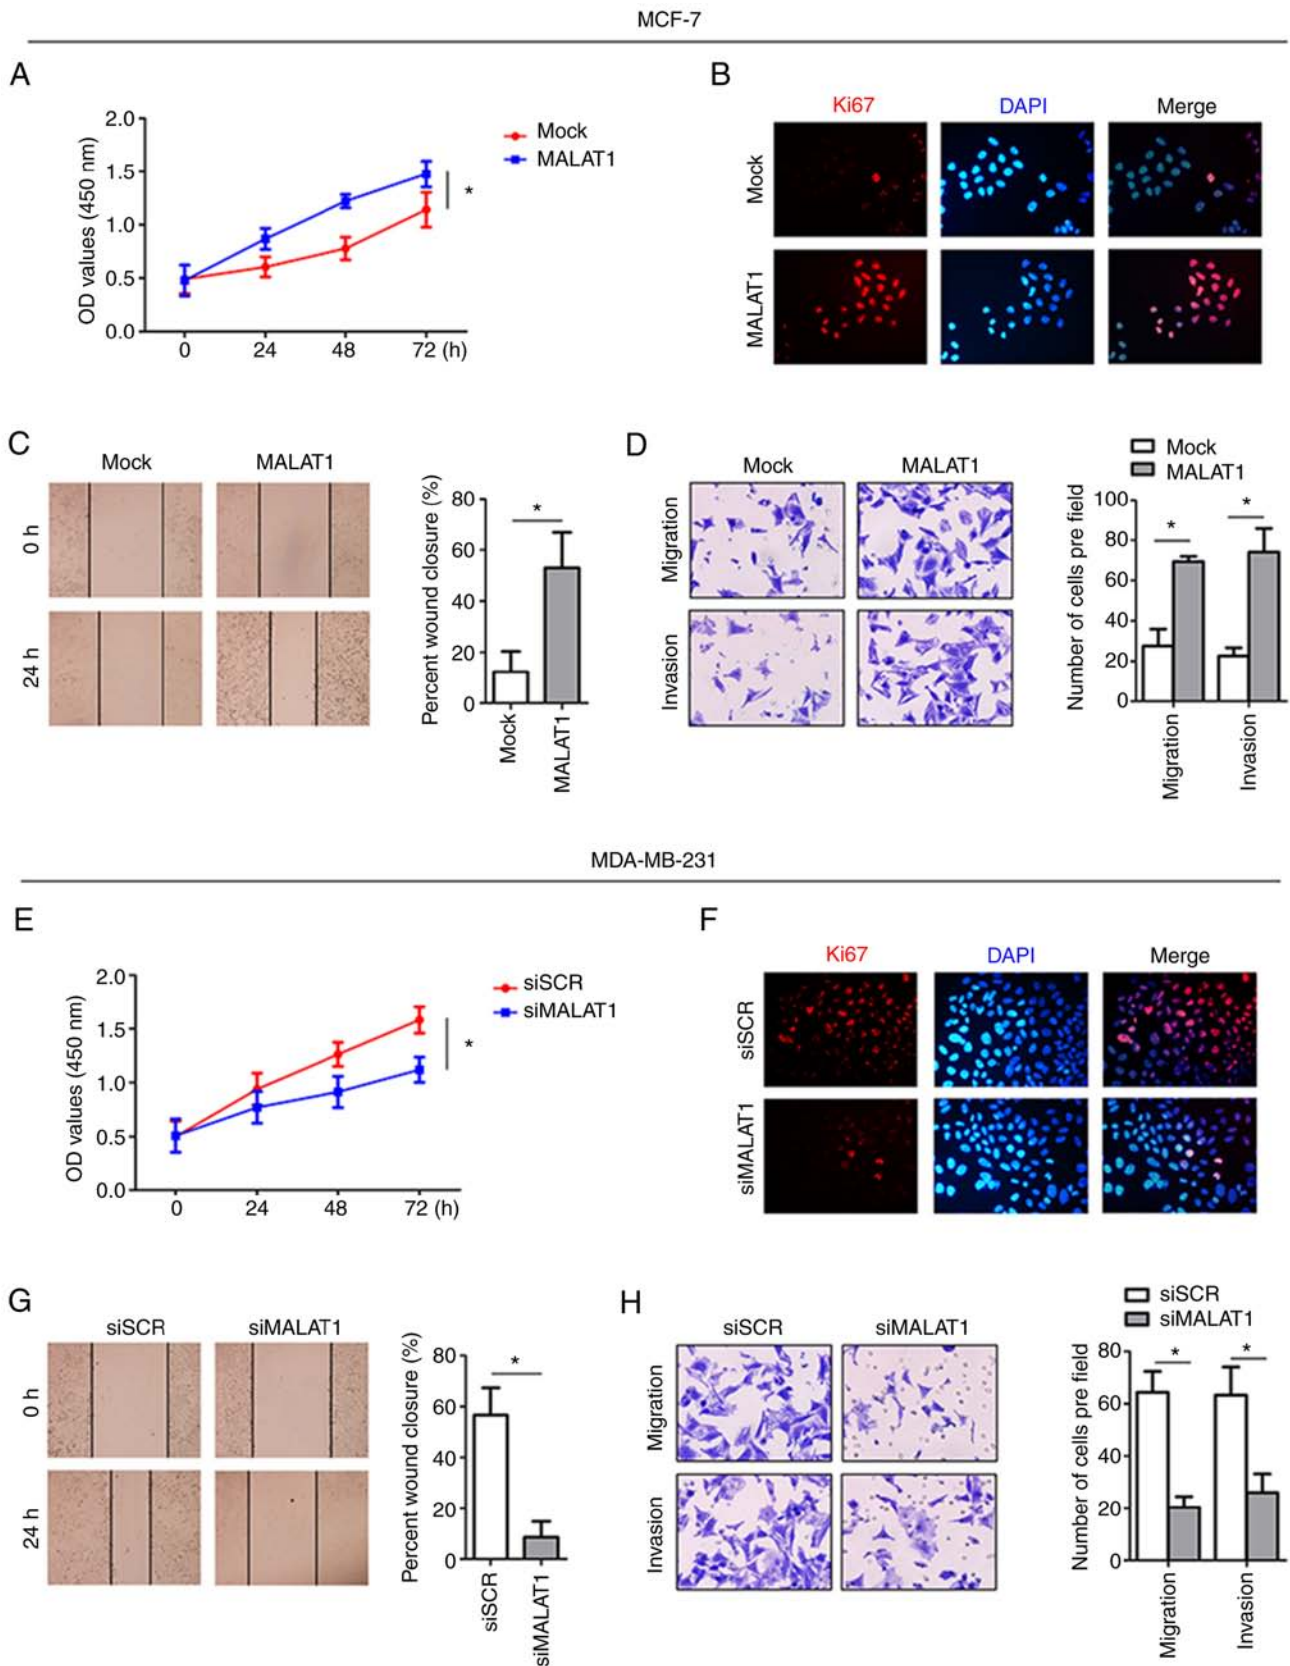 MCF-7
A
2.0
1.5
1.0
0.5
0.0
OD values (450 nm)
0 24 48 72 (h)
Mock
MALAT1
*
B
Ki67 DAPI Merge
Mock
MALAT1
C
Mock MALAT1
0 h
24 h
Percent wound closure (%)
80
60
40
20
0
*
Mock
MALAT1
D
Mock MALAT1
Migration
Invasion
Mock
MALAT1
Number of cells pre field
100
80
60
40
20
0
*
*
Migration
Invasion
MDA-MB-231
E
2.0
1.5
1.0
0.5
0.0
OD values (450 nm)
0 24 48 72 (h)
siSCR
siMALAT1
*
F
Ki67 DAPI Merge
siSCR
siMALAT1
G
siSCR siMALAT1
0 h
24 h
Percent wound closure (%)
80
60
40
20
0
*
siSCR
siMALAT1
H
siSCR siMALAT1
Migration
Invasion
siSCR
siMALAT1
Number of cells pre field
80
60
40
20
0
*
*
Migration
Invasion